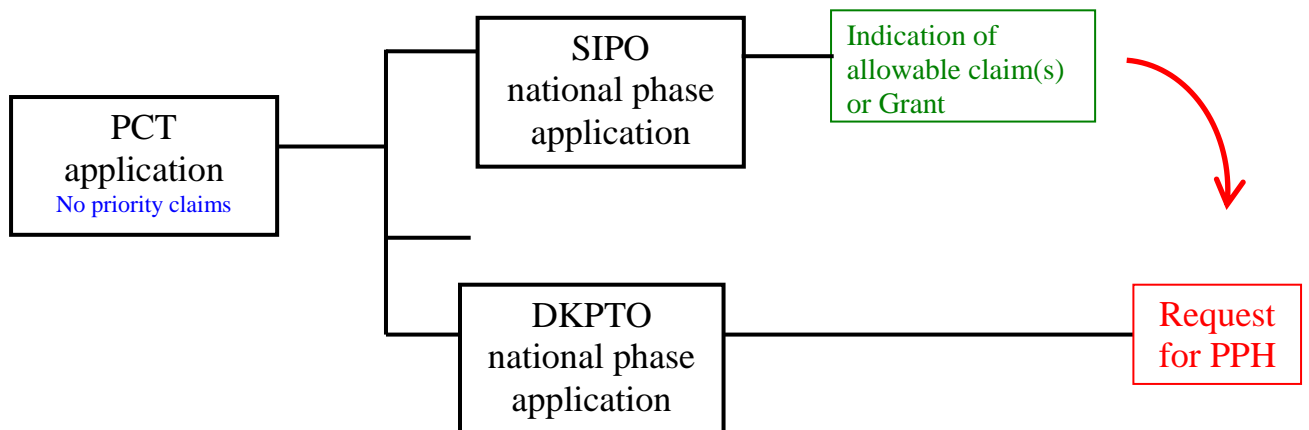 PCT
application
No priority claims
SIPO
national phase
application
Indication of
allowable claim(s)
or Grant
DKPTO
national phase
application
Request
for PPH